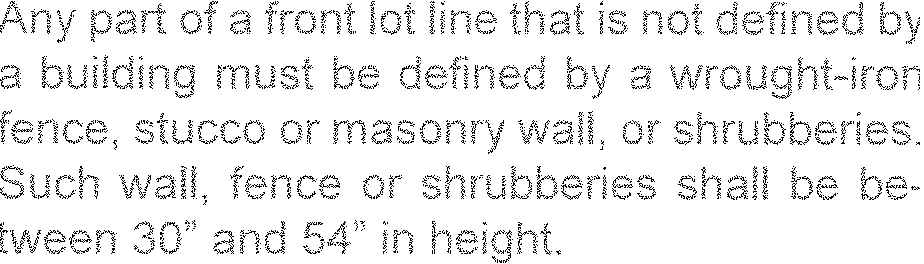 Any part of a front lot line that is not defined by
a building must be defined by a wrought-iron
fence, stucco or masonry wall, or shrubberies.
Such wall, fence or shrubberies shall be be-
tween 30” and 54” in height.